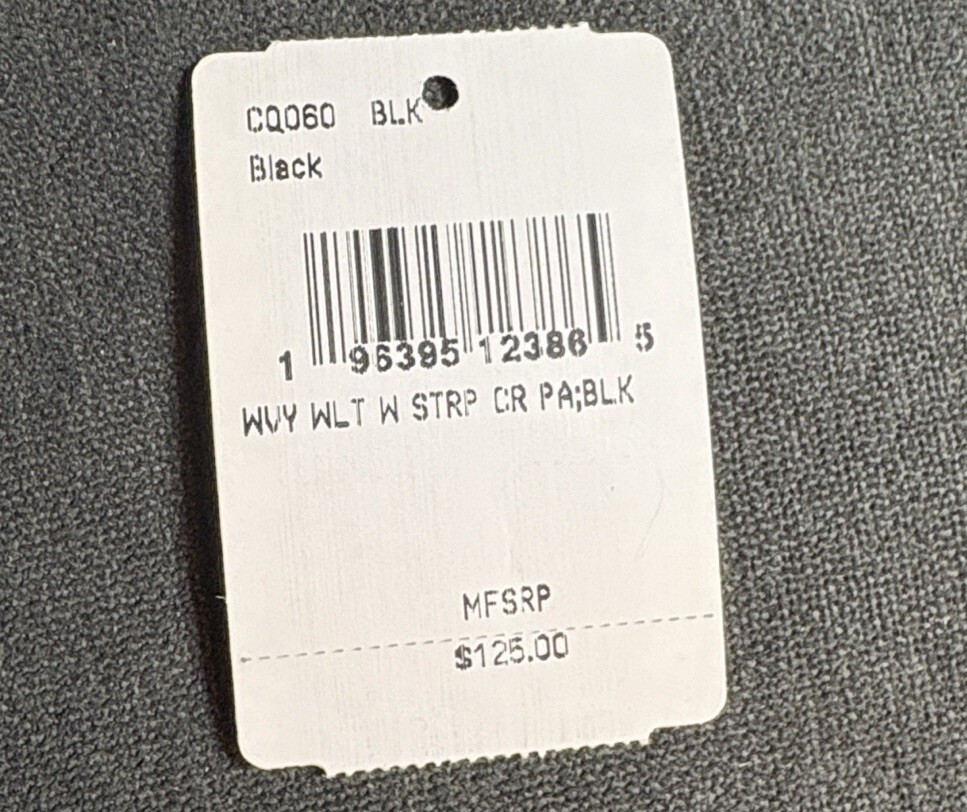 CQ060 BLK
Black
1 96395 12386 5
WVY WLT W STRP CR PA;BLK
MFSRP
$125.00